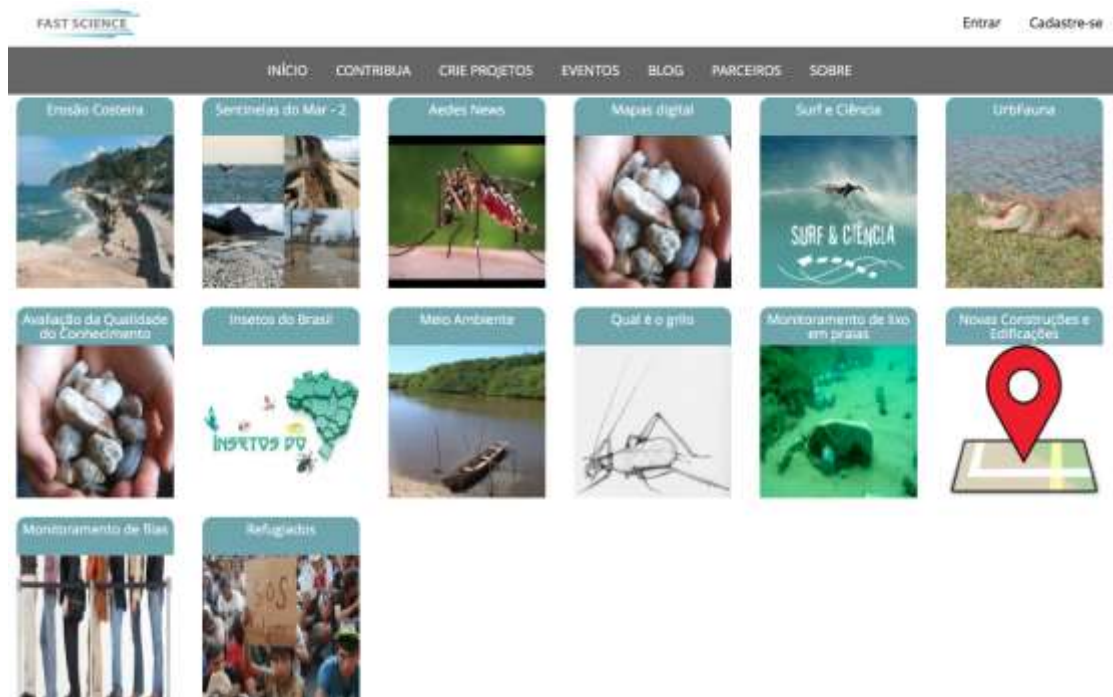 FAST SCIENCE
Entrar Cadastre-se
INÍCIO CONTRIBUA CRIE PROJETOS EVENTOS BLOG PARCEIROS SOBRE
Erosão Costeira
Sentinelas do Mar - 2
Aedes News
Mapas digital
Surf e Ciência
UrbFauna
SURF & CIÊNCIA
Avaliação da Qualidade
do Conhecimento
Insetos do Brasil
Meio Ambiente
Qual é o grilo
Monitoramento de lixo
em praias
Novas Construções e
Edificações
INSETOS DO
Monitoramento de filas
Refugiados
SOS